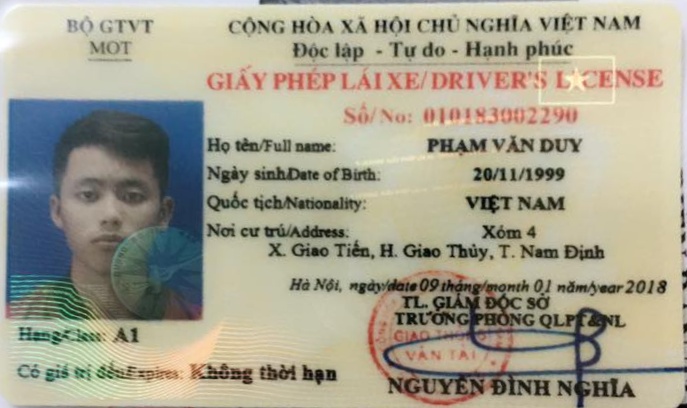 BỘ GTVT
MOT
CỘNG HÒA XÃ HỘI CHỦ NGHĨA VIỆT NAM
Độc lập - Tự do - Hạnh phúc
GIẤY PHÉP LÁI XE/ DRIVER'S LICENSE
Số/No: 010183002290
Họ tên/Full name: PHẠM VĂN DUY
Ngày sinh/Date of Birth: 20/11/1999
Quốc tịch/Nationality: VIỆT NAM
Nơi cư trú/Address: Xóm 4
X. Giao Tiến, H. Giao Thủy, T. Nam Định
Hà Nội, ngày/date 09 tháng/month 01 năm/year 2018
TL. GIÁM ĐỐC SỞ
TRƯỞNG PHÒNG QLPT&NL
GIAO THÔNG
VẬN TẢI
Hạng/Class: A1
Có giá trị đến/Expires: Không thời hạn
NGUYỄN ĐÌNH NGHĨA